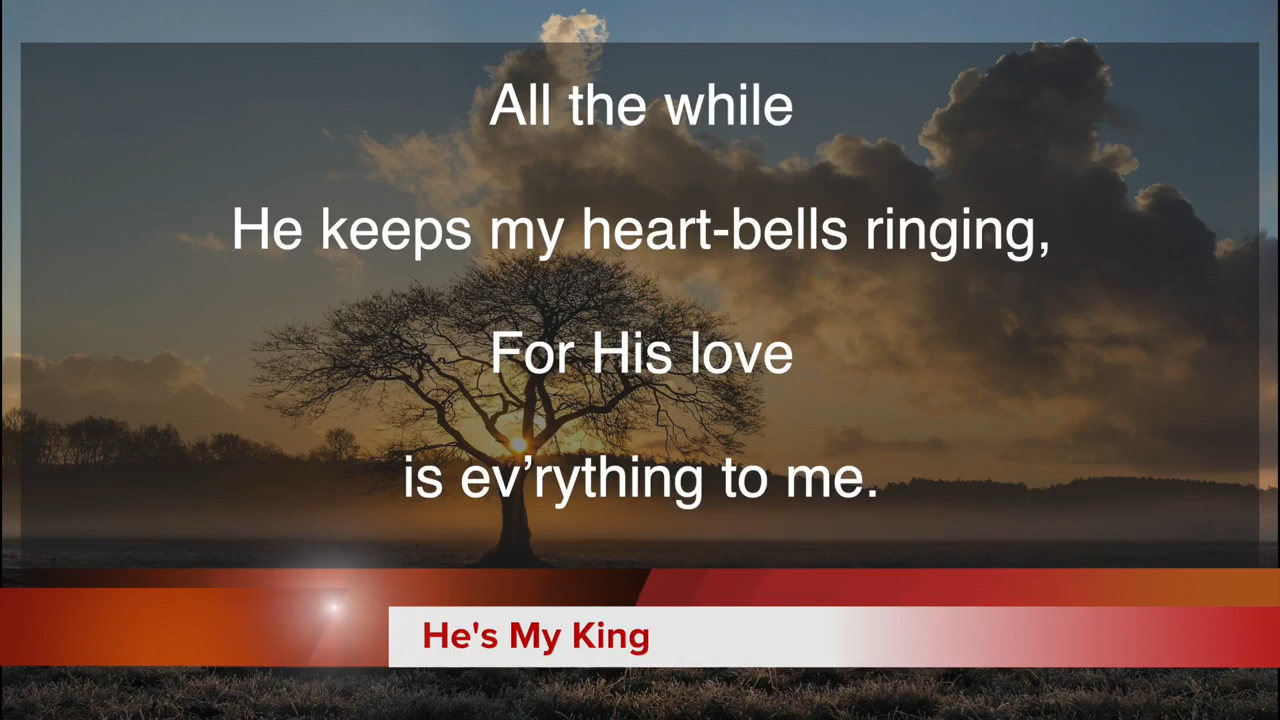 All the while
He keeps my heart-bells ringing,
For His love
is ev’rything to me.
He's My King